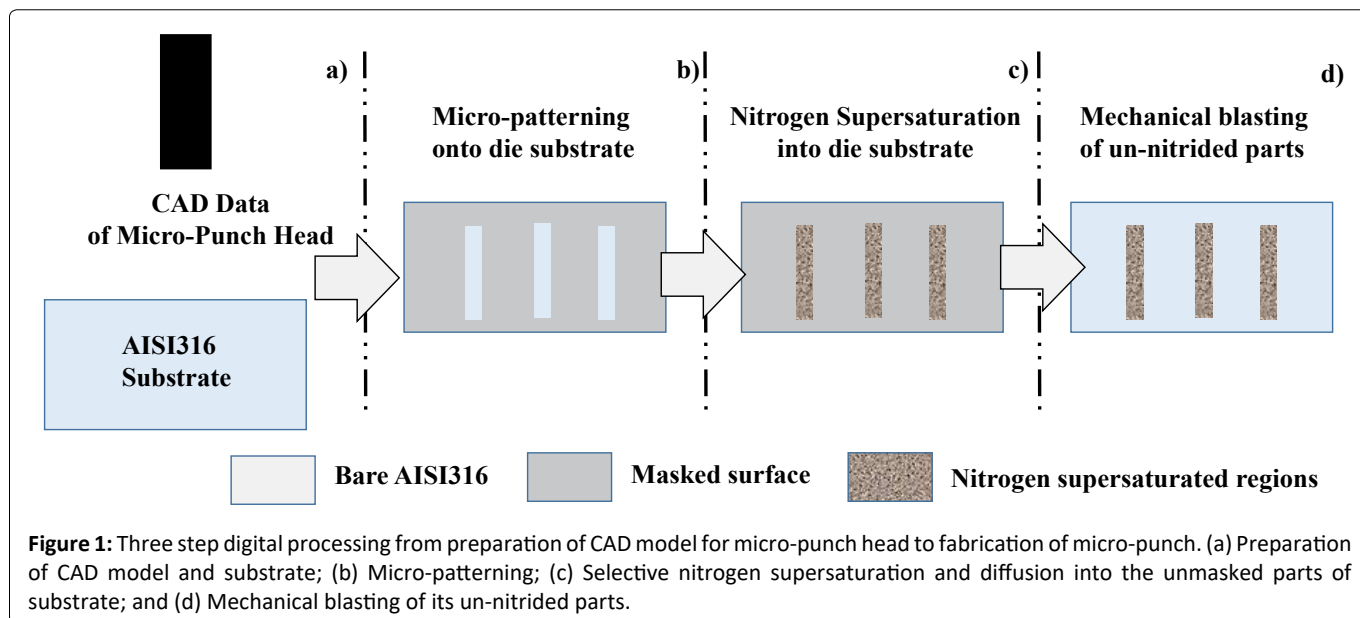 a)
CAD Data
of Micro-Punch Head
AISI316
Substrate
b)
Micro-patterning
onto die substrate
c)
Nitrogen Supersaturation
into die substrate
d)
Mechanical blasting
of un-nitrided parts
Bare AISI316
Masked surface
Nitrogen supersaturated regions
Figure 1: Three step digital processing from preparation of CAD model for micro-punch head to fabrication of micro-punch. (a) Preparation
of CAD model and substrate; (b) Micro-patterning; (c) Selective nitrogen supersaturation and diffusion into the unmasked parts of
substrate; and (d) Mechanical blasting of its un-nitrided parts.